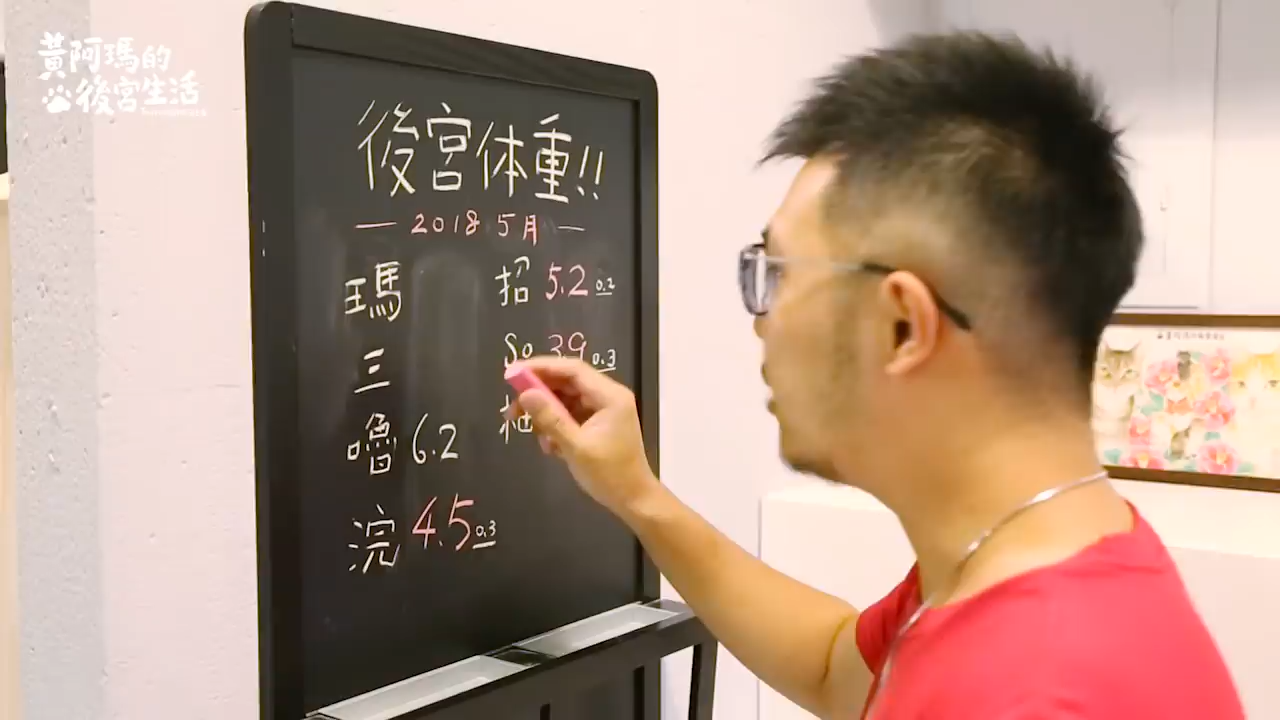 黃阿瑪的
後宮生活
後宮体重!!
— 2018 5月 —
瑪
三
嚕 6.2
浣 4.5 0.3
招 5.2 0.2
So 3.9 0.3
柚